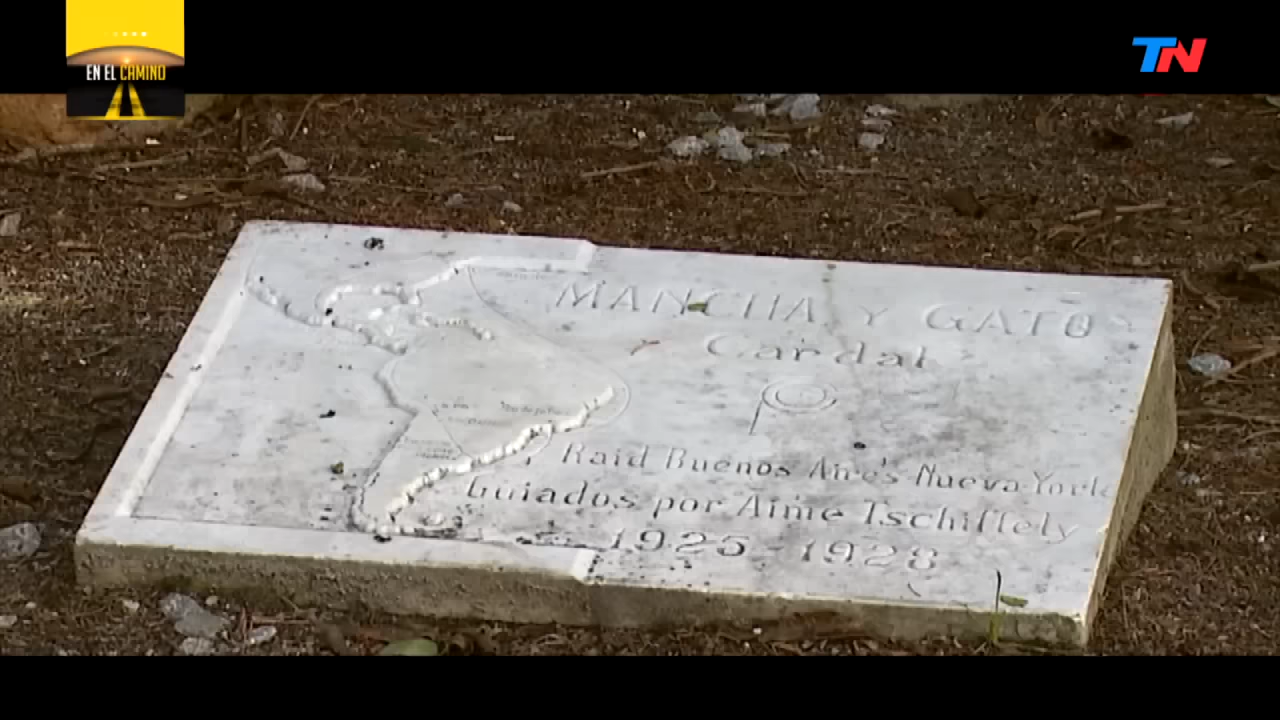 EN EL CAMINO
TN
MANCHA Y GATO
Cardal
Raid Buenos Aires Nueva York
Guiados por Aime Tschiffely
1925-1928